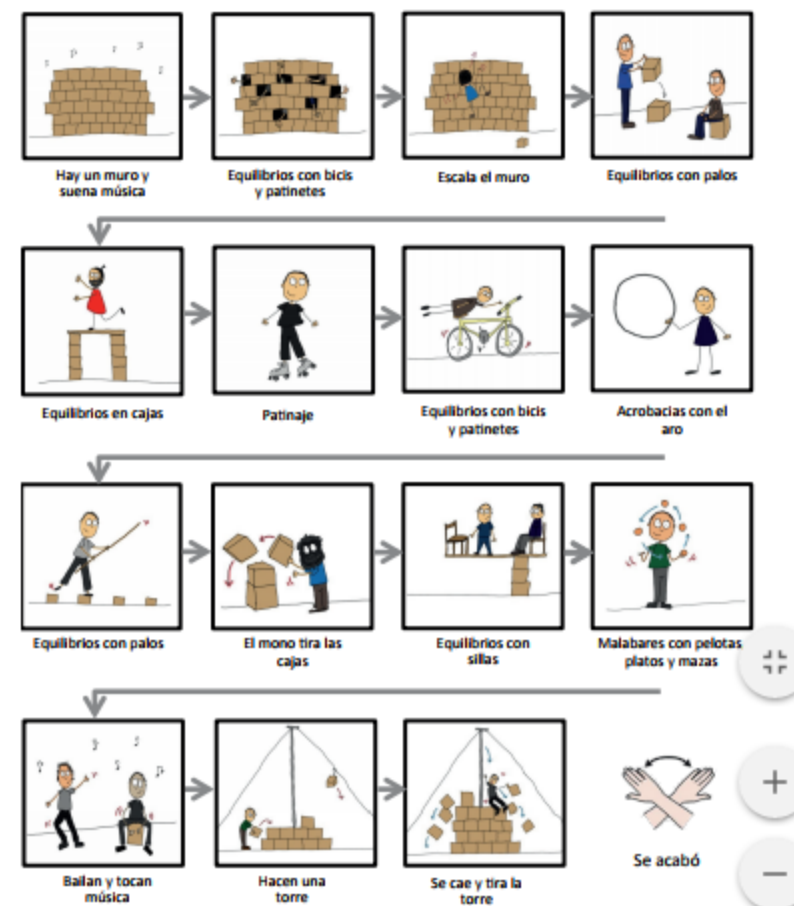 Hay un muro y
suena música
Equilibrios con bicis
y patinetes
Escala el muro
Equilibrios con palos
Equilibrios en cajas
Patinaje
Equilibrios con bicis
y patinetes
Acrobacias con el
aro
Equilibrios con palos
El mono tira las
cajas
Equilibrios con
sillas
Malabares con pelotas
platos y mazas
Bailan y tocan
música
Hacen una
torre
Se cae y tira la
torre
Se acabó